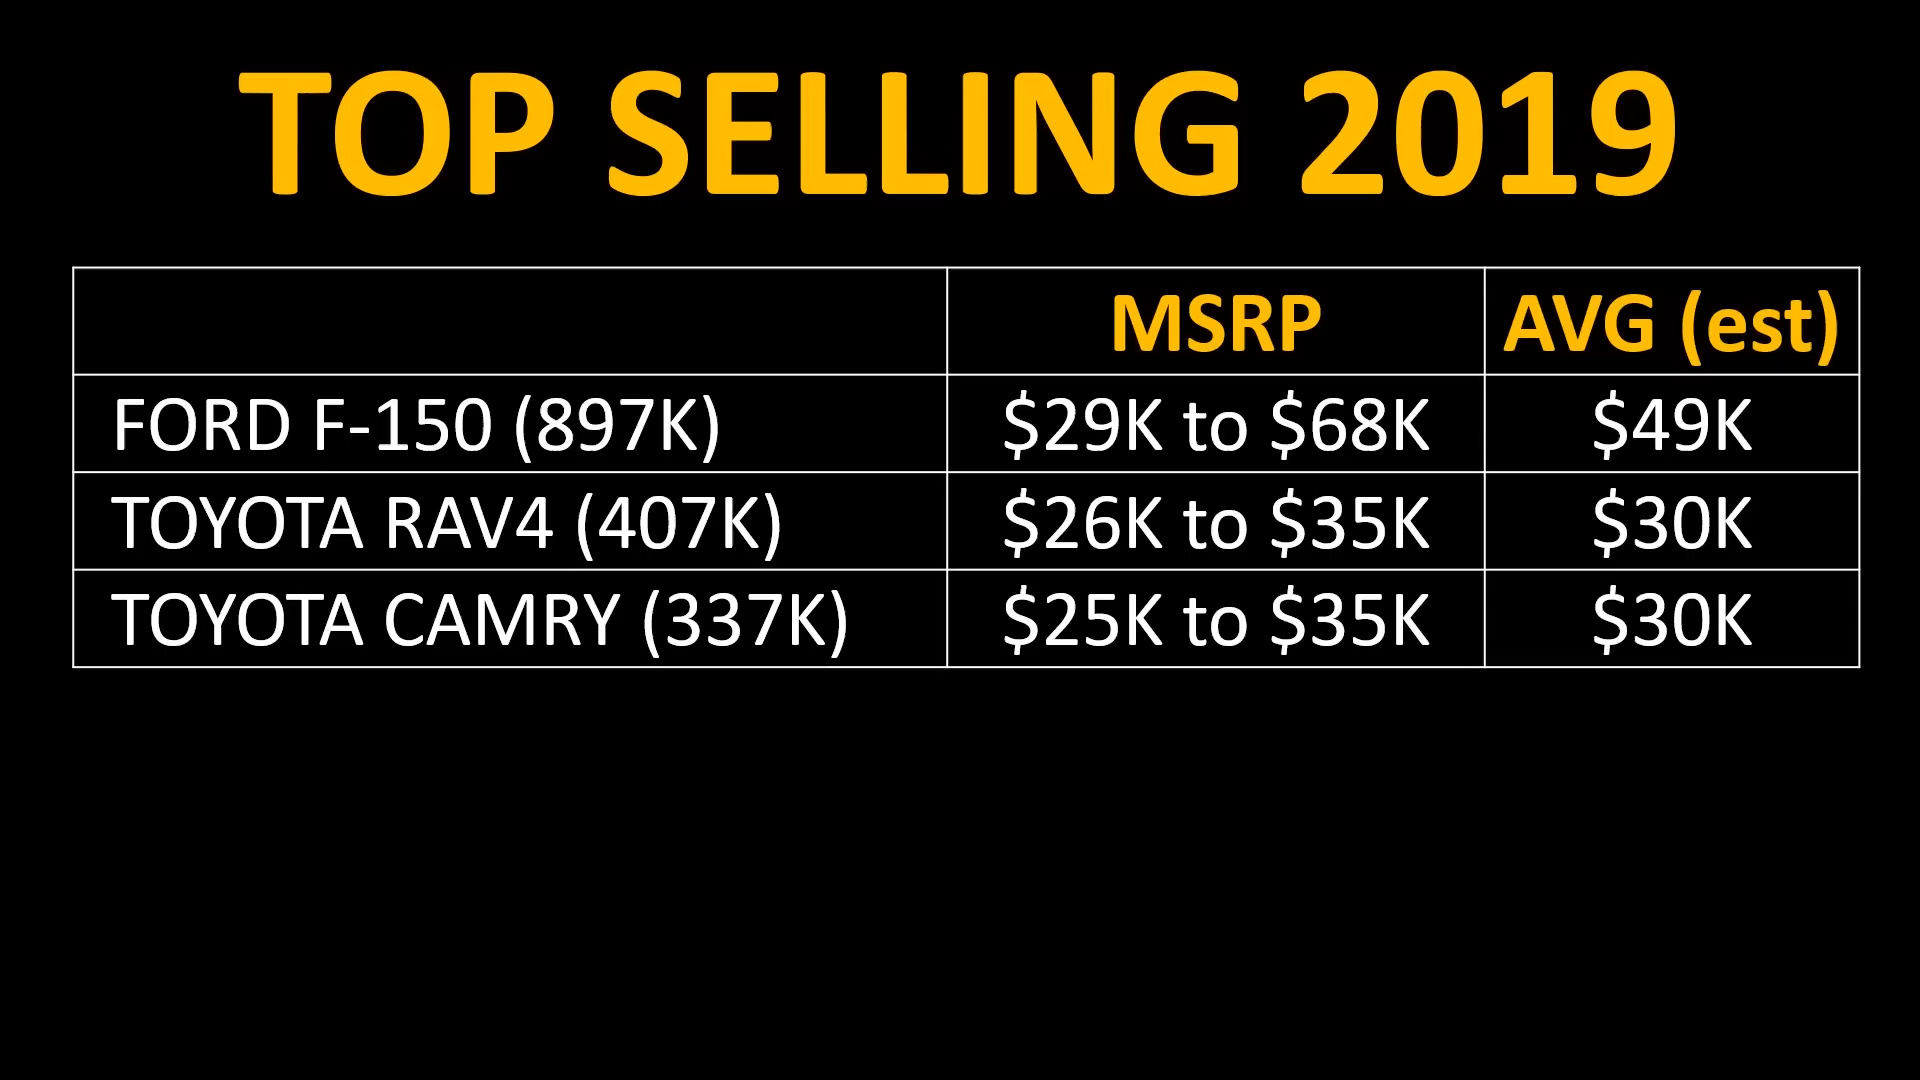 TOP SELLING 2019
MSRP AVG (est)
FORD F-150 (897K) $29K to $68K $49K
TOYOTA RAV4 (407K) $26K to $35K $30K
TOYOTA CAMRY (337K) $25K to $35K $30K